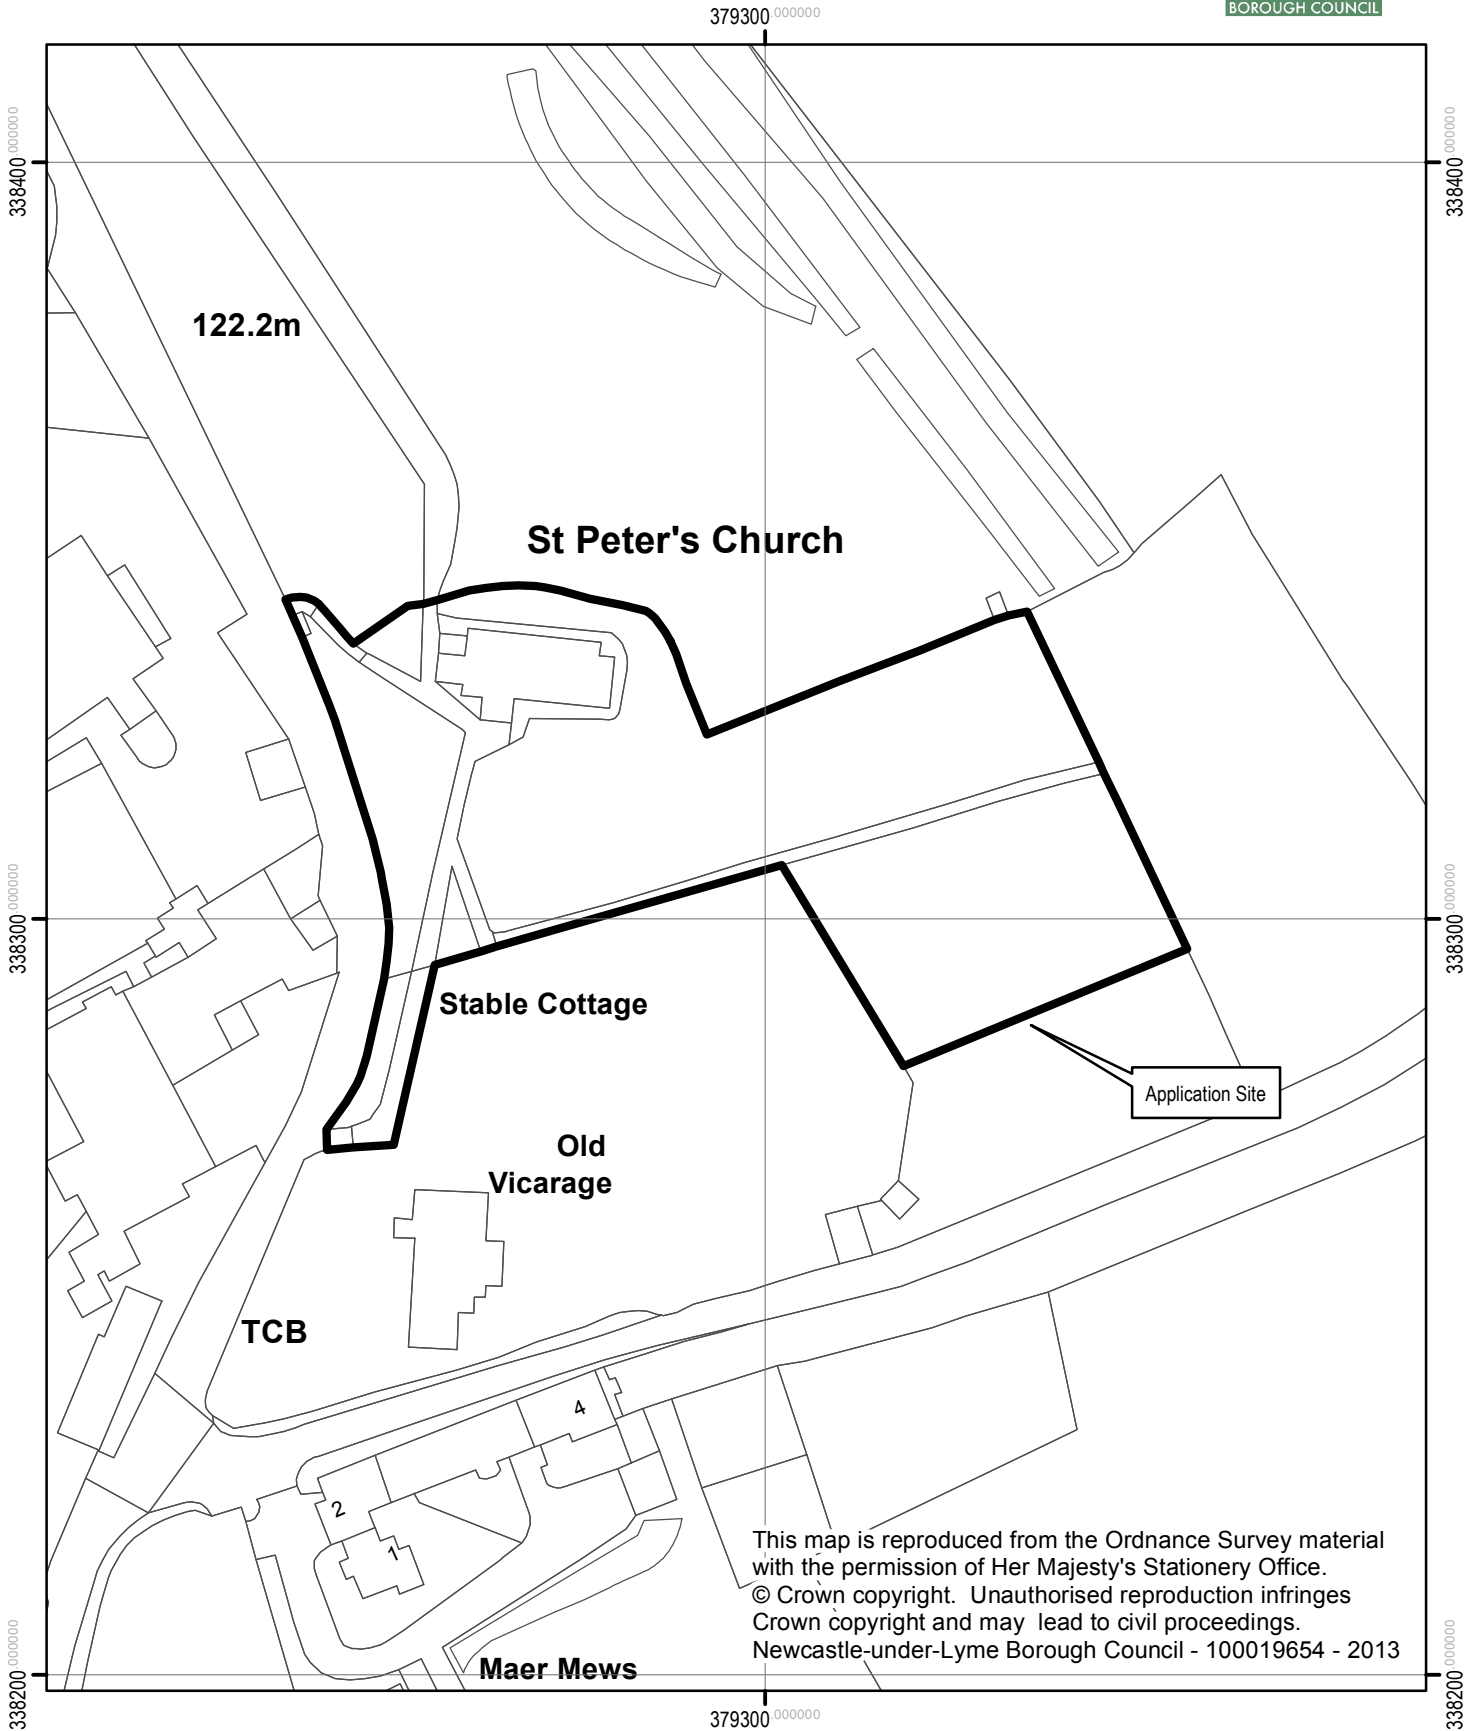 BOROUGH COUNCIL
379300.000000
338400.000000
338400.000000
122.2m
St Peter's Church
338300.000000
338300.000000
Stable Cottage
Application Site
Old
Vicarage
TCB
4
2
1
This map is reproduced from the Ordnance Survey material
with the permission of Her Majesty's Stationery Office.
© Crown copyright.  Unauthorised reproduction infringes
Crown copyright and may  lead to civil proceedings.
Newcastle-under-Lyme Borough Council - 100019654 - 2013
Maer Mews
338200.000000
338200.000000
379300.000000